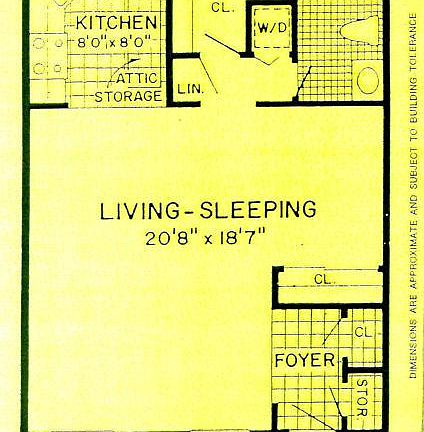 KITCHEN
8'0"x8'0"
CL.
W/D
ATTIC
STORAGE
LIN.
LIVING-SLEEPING
20'8" x 18'7"
CL.
FOYER
CL
STOR.
DIMENSIONS ARE APPROXIMATE AND SUBJECT TO BUILDING TOLERANCE